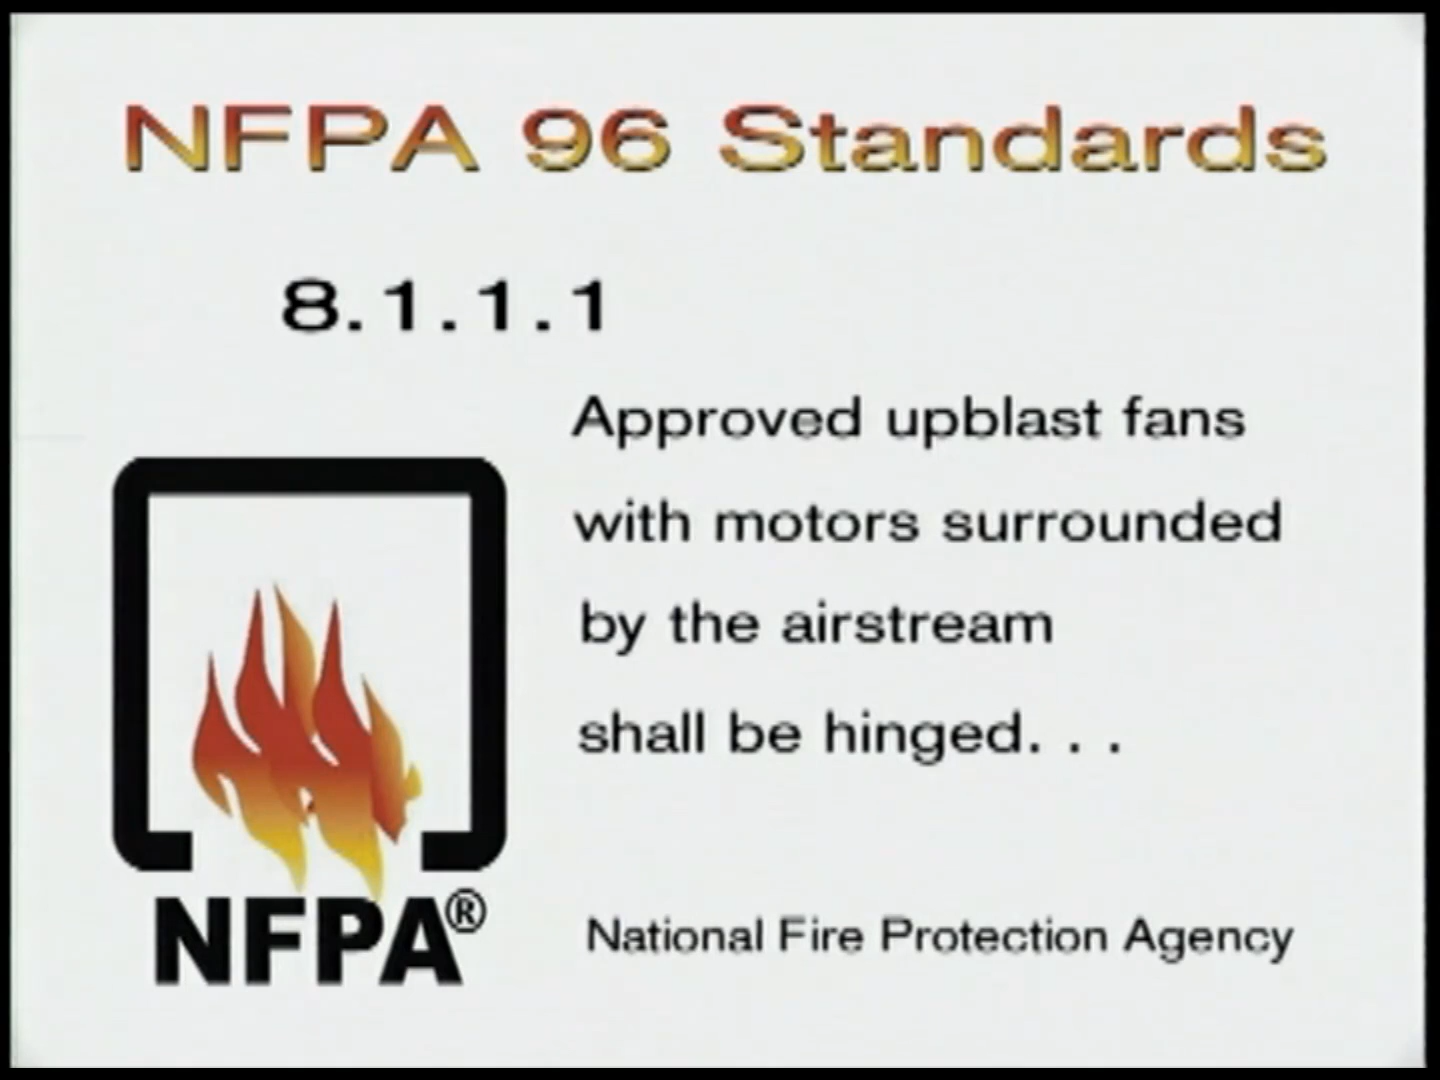 NFPA 96 Standards
8.1.1.1
Approved upblast fans
with motors surrounded
by the airstream
shall be hinged. . .
NFPA®
National Fire Protection Agency